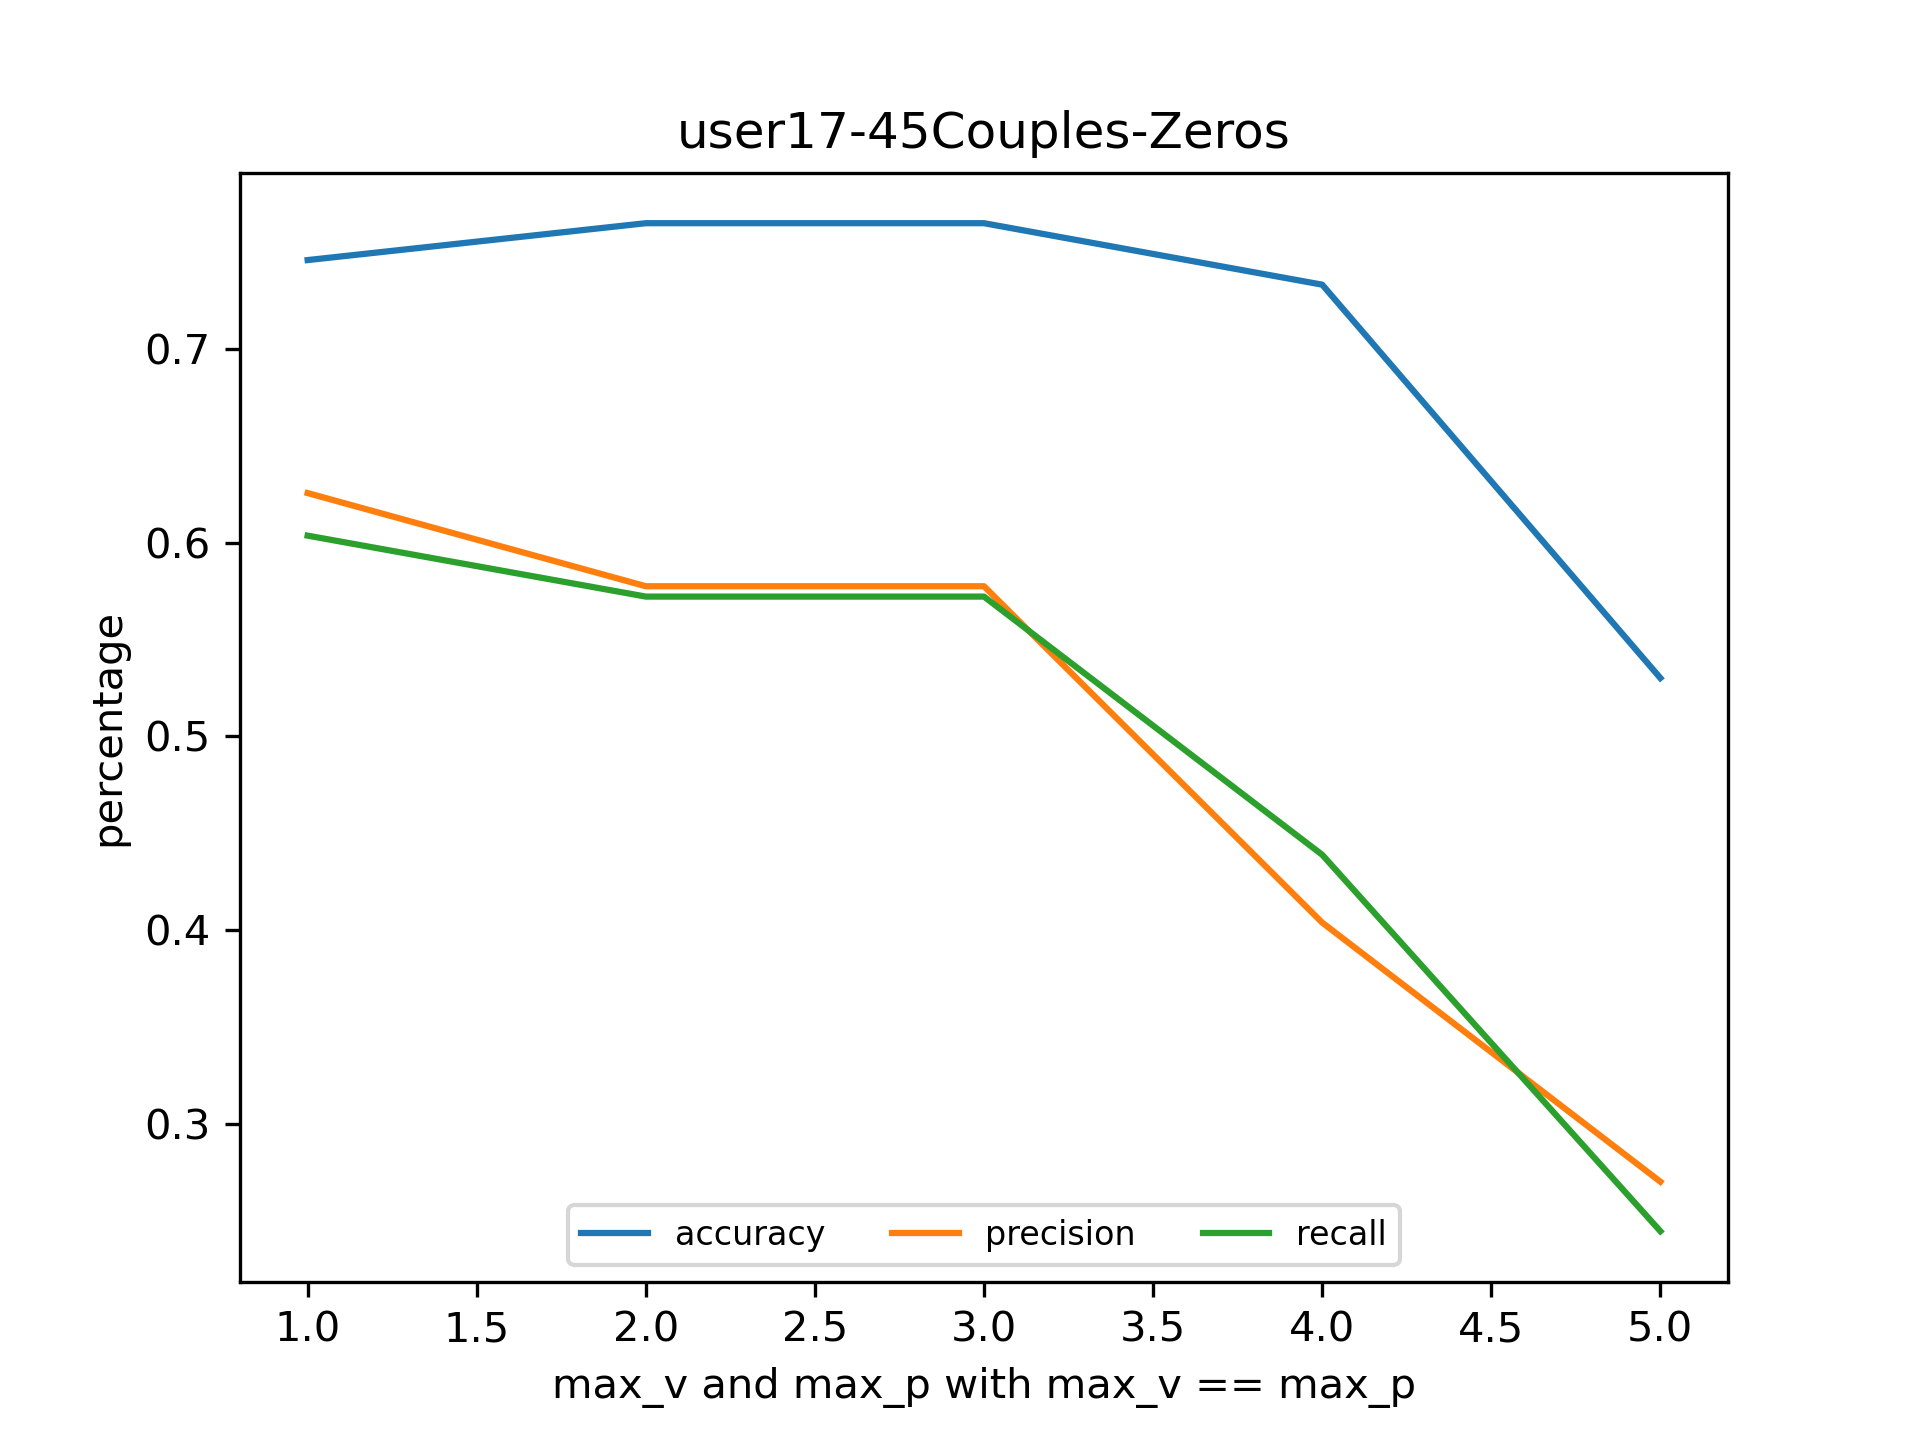 user17-45Couples-Zeros
percentage
0.7
0.6
0.5
0.4
0.3
accuracy precision recall
1.0 1.5 2.0 2.5 3.0 3.5 4.0 4.5 5.0
max_v and max_p with max_v == max_p